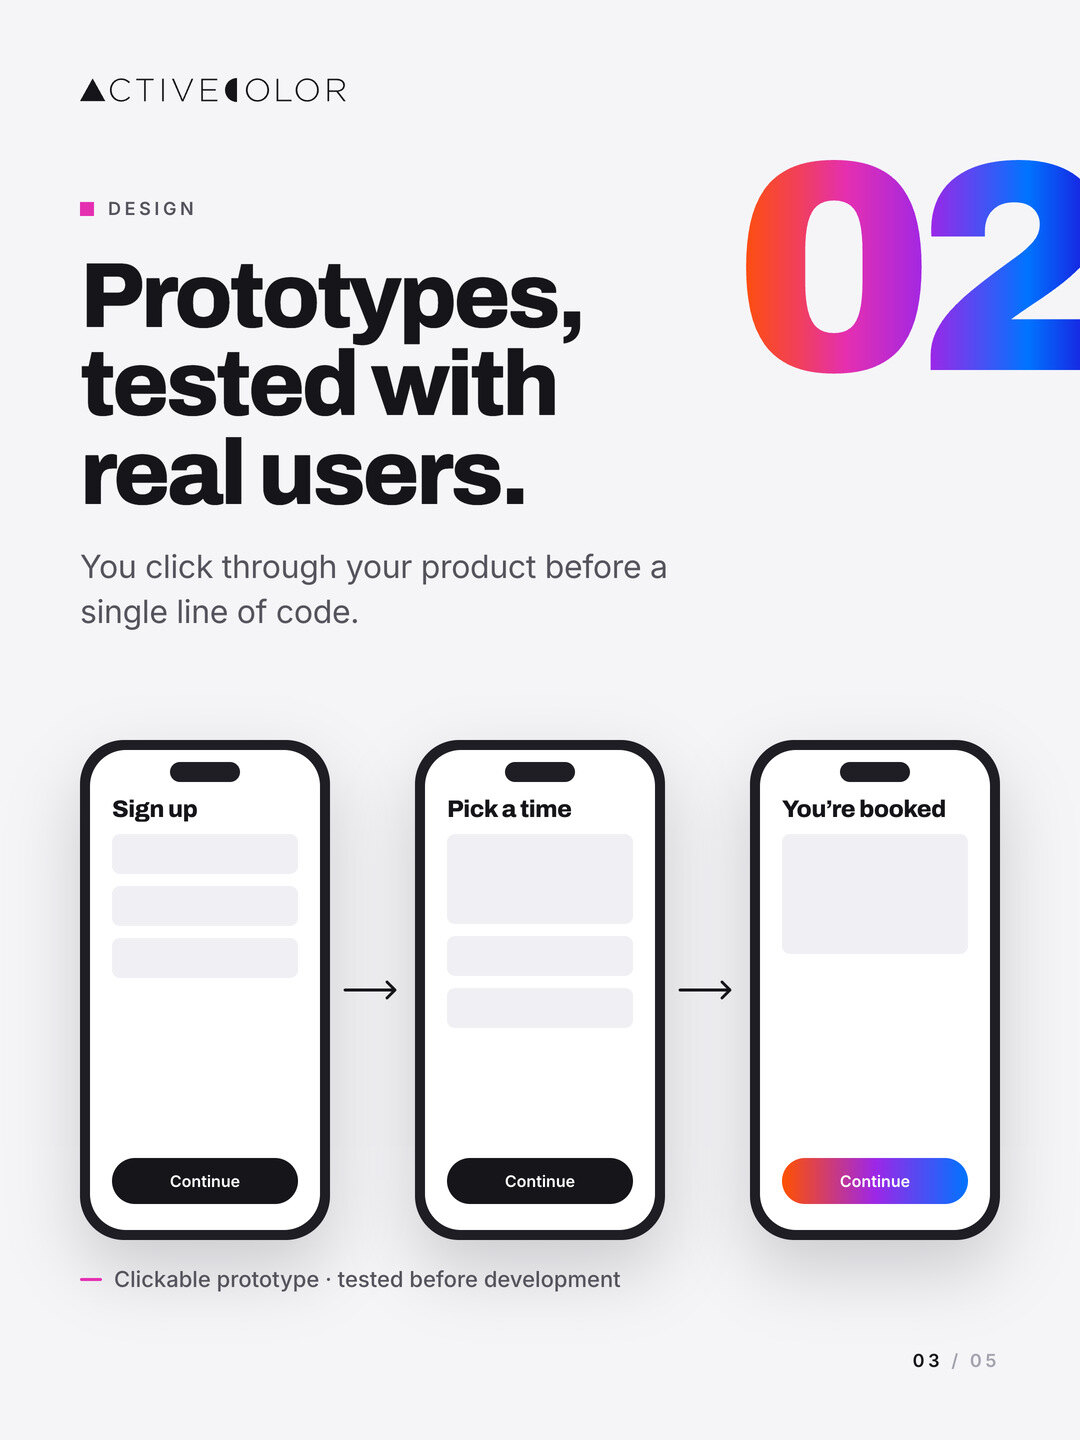 ACTIVECOLOR
02
DESIGN
Prototypes,
tested with
real users.
You click through your product before a
single line of code.
Sign up
Continue
Pick a time
Continue
You’re booked
Continue
Clickable prototype · tested before development
03 / 05